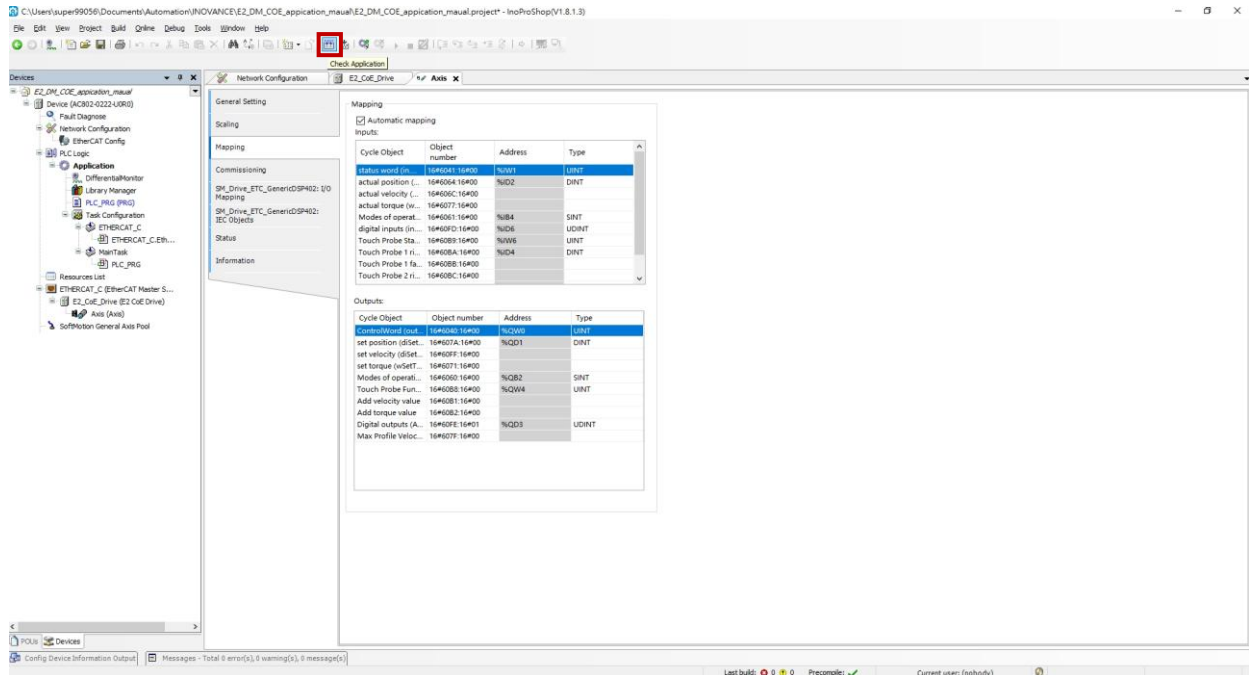 C:\Users\super99056\Documents\Automation\INOVANCE\E2_DM_COE_appication_maual\E2_DM_COE_appication_maual.project* - InoProShop(V1.8.1.3)
File Edit View Project Build Online Debug Tools Window Help
Check Application
Devices
Network Configuration E2_CoE_Drive Axis
E2_DM_COE_appication_maual
Device (AC802-0222-U0R0)
Fault Diagnose
Network Configuration
EtherCAT Config
PLC Logic
Application
DifferentialMonitor
Library Manager
PLC_PRG (PRG)
Task Configuration
ETHERCAT_C
ETHERCAT_C.Eth...
MainTask
PLC_PRG
Resources List
ETHERCAT_C (EtherCAT Master S...
E2_CoE_Drive (E2 CoE Drive)
Axis (Axis)
SoftMotion General Axis Pool
General Setting
Scaling
Mapping
Commissioning
SM_Drive_ETC_GenericDSP402: I/O
Mapping
SM_Drive_ETC_GenericDSP402:
IEC Objects
Status
Information
Mapping
Automatic mapping
Inputs:
Cycle Object Object number Address Type
status word (in... 16#6041:16#00 %IW1 UINT
actual position (... 16#6064:16#00 %ID2 DINT
actual velocity (... 16#606C:16#00
actual torque (w... 16#6077:16#00
Modes of operat... 16#6061:16#00 %IB4 SINT
digital inputs (in... 16#60FD:16#00 %ID6 UDINT
Touch Probe Sta... 16#60B9:16#00 %IW6 UINT
Touch Probe 1 ri... 16#60BA:16#00 %ID4 DINT
Touch Probe 1 fa... 16#60BB:16#00
Touch Probe 2 ri... 16#60BC:16#00
Outputs:
Cycle Object Object number Address Type
ControlWord (out... 16#6040:16#00 %QW0 UINT
set position (diSet... 16#607A:16#00 %QD1 DINT
set velocity (diSet... 16#60FF:16#00
set torque (wSetT... 16#6071:16#00
Modes of operati... 16#6060:16#00 %QB2 SINT
Touch Probe Fun... 16#60B8:16#00 %QW4 UINT
Add velocity value 16#60B1:16#00
Add torque value 16#60B2:16#00
Digital outputs (A... 16#60FE:16#01 %QD3 UDINT
Max Profile Veloc... 16#607F:16#00
POUs Devices
Config Device Information Output Messages - Total 0 error(s), 0 warning(s), 0 message(s)
Last build: 0 0 Precompile: Current user: (nobody)